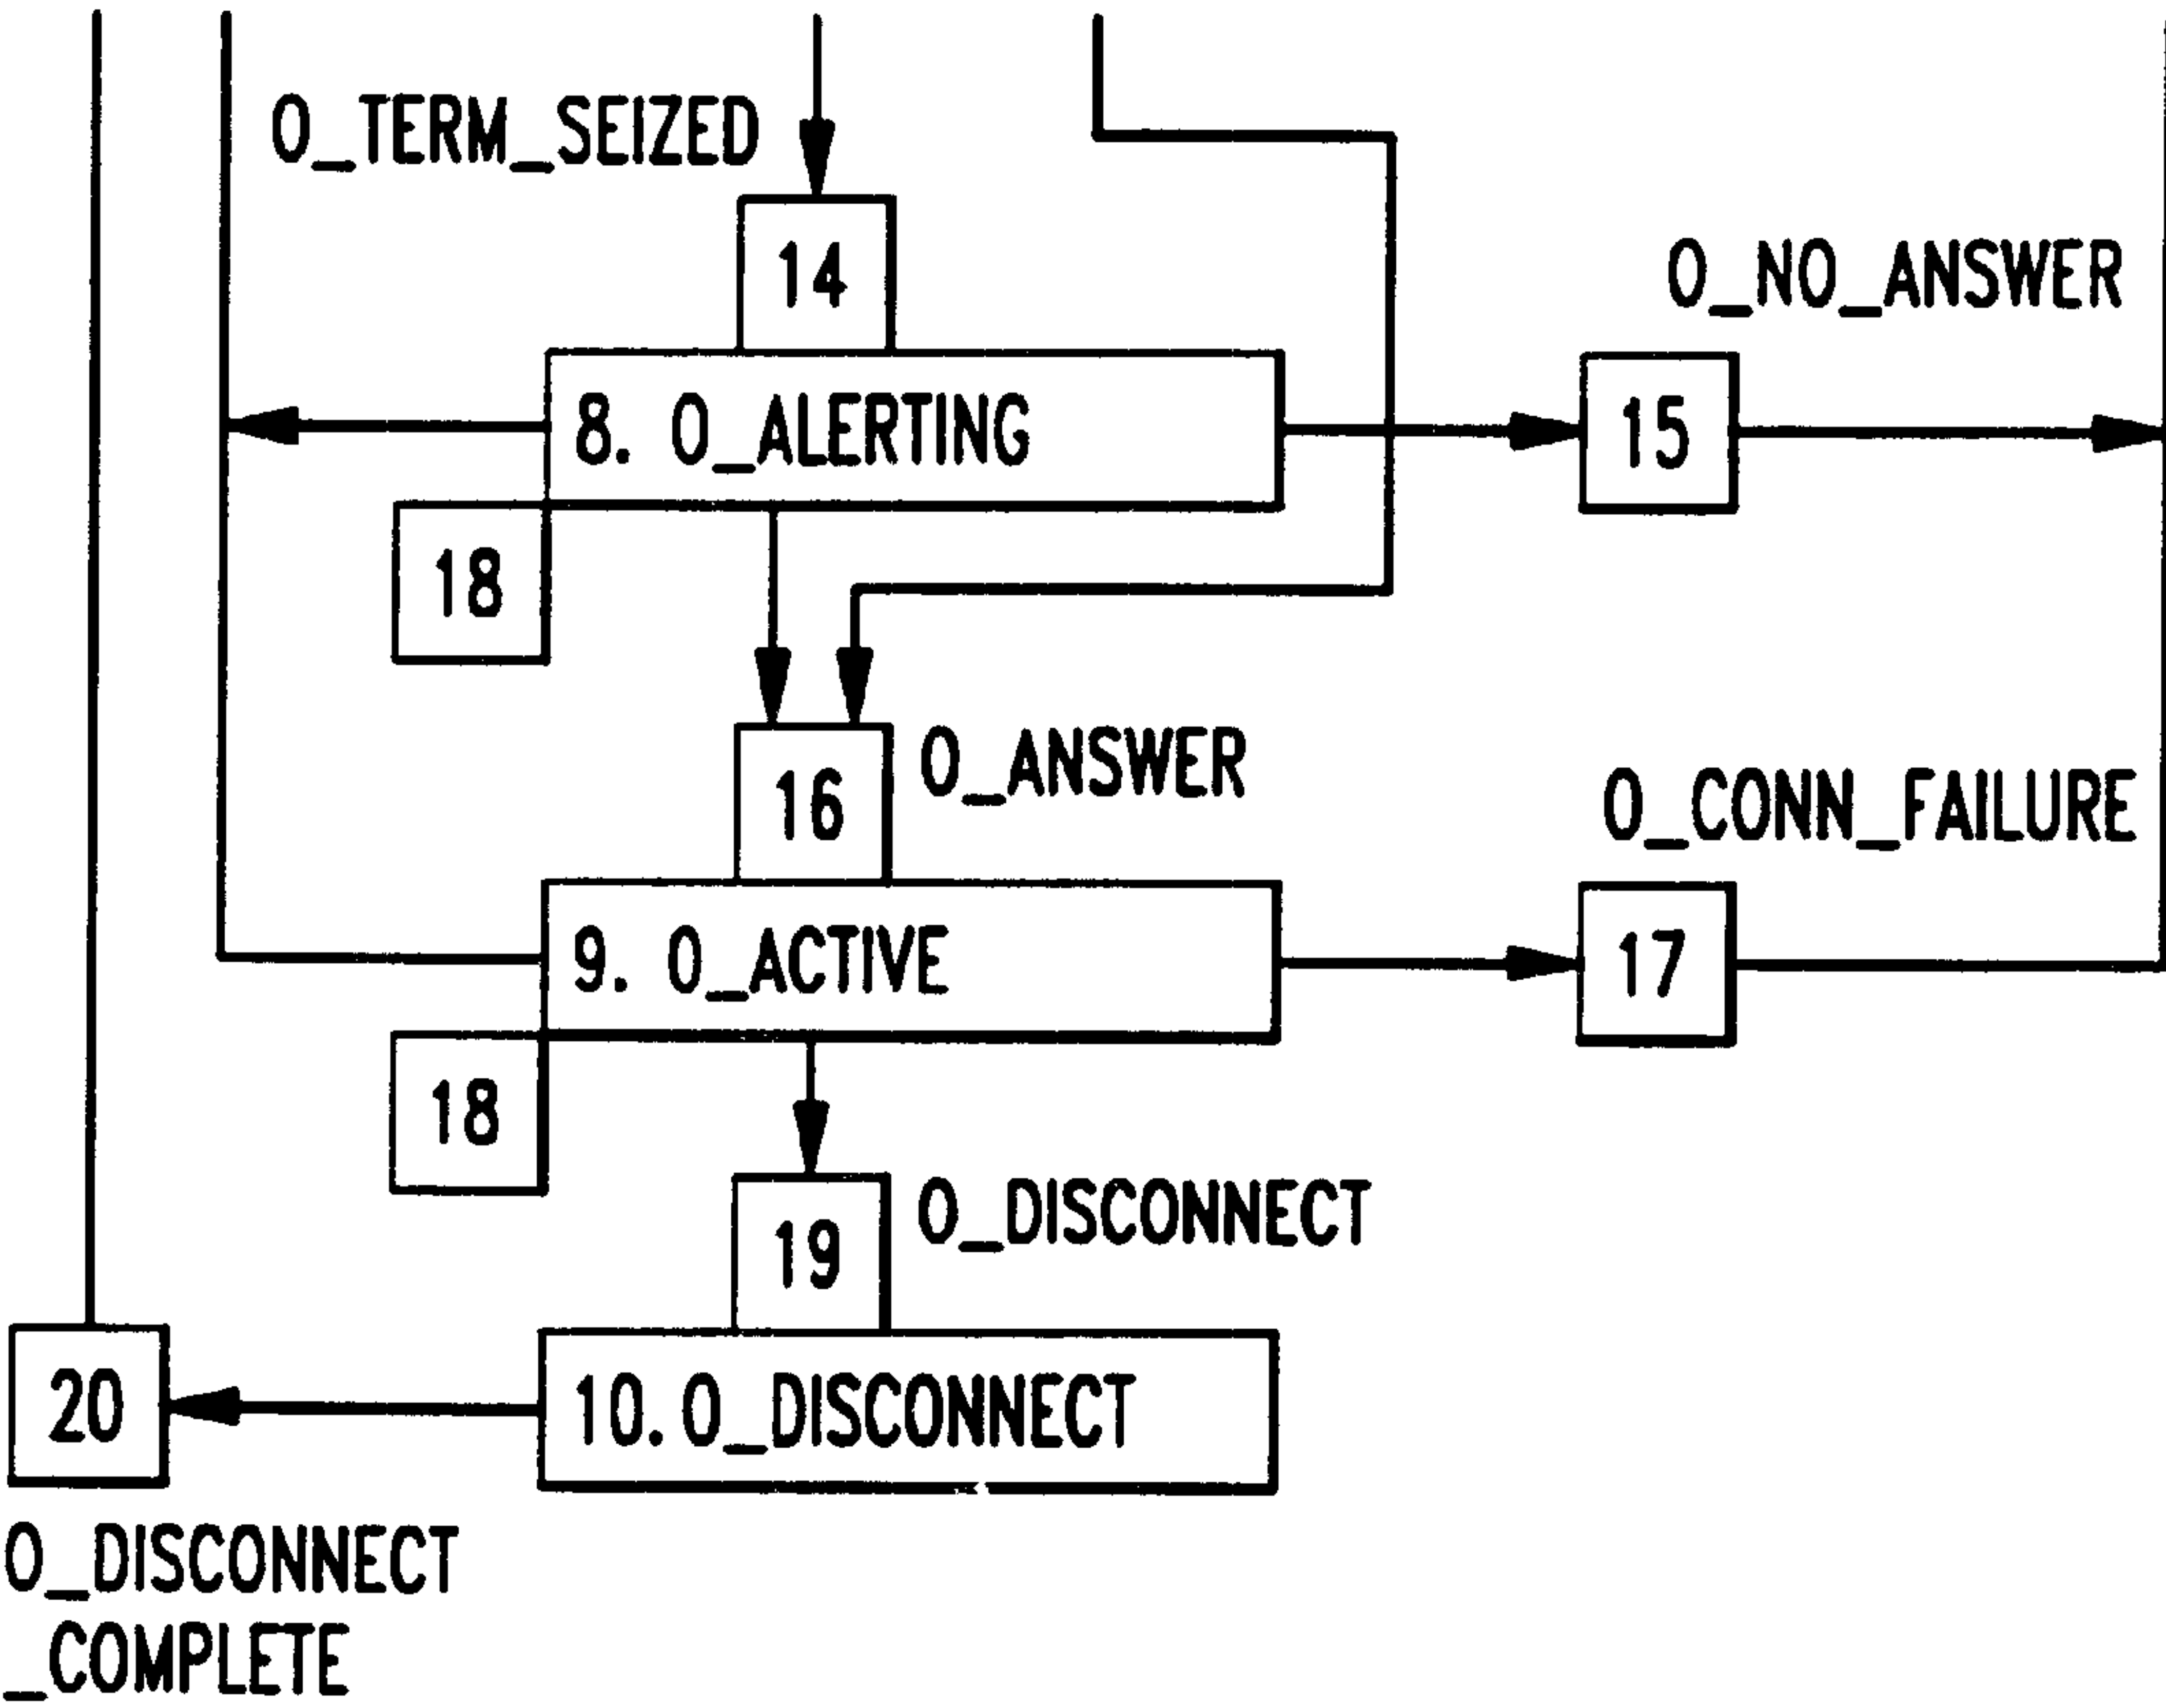 O_TERM_SEIZED
14
O_NO_ANSWER
8. O_ALERTING
15
18
O_ANSWER
16
O_CONN_FAILURE
9. O_ACTIVE
17
18
O_DISCONNECT
19
20
10. O_DISCONNECT
O_DISCONNECT
_COMPLETE